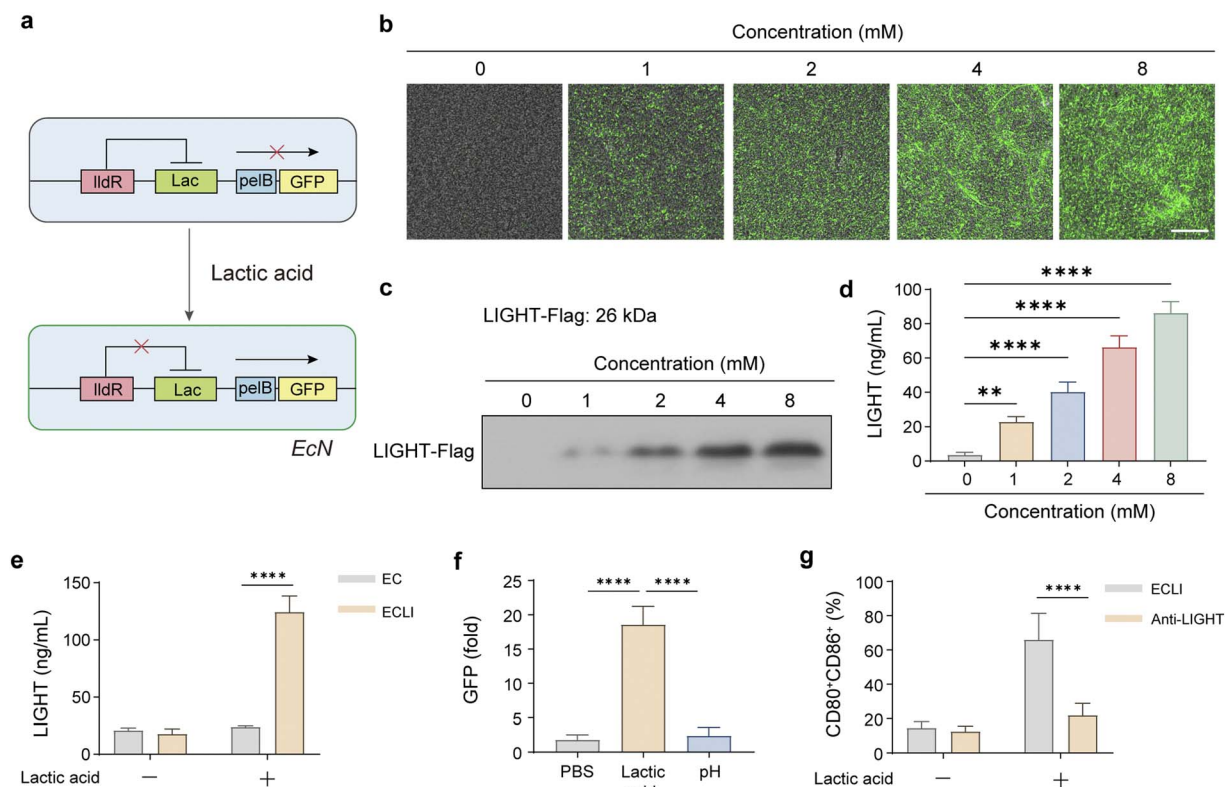 a
lldR
Lac
pelB
GFP
Lactic acid
lldR
Lac
pelB
GFP
EcN
b
Concentration (mM)
0 1 2 4 8
c
LIGHT-Flag: 26 kDa
Concentration (mM)
0 1 2 4 8
LIGHT-Flag
d
****
****
****
**
LIGHT (ng/mL)
100
80
60
40
20
0
0 1 2 4 8
Concentration (mM)
e
LIGHT (ng/mL)
150
100
50
0
****
EC
ECLI
Lactic acid − +
f
GFP (fold)
25
20
15
10
5
0
**** ****
PBS Lactic pH
g
CD80⁺CD86⁺ (%)
100
80
60
40
20
0
****
ECLI
Anti-LIGHT
Lactic acid − +